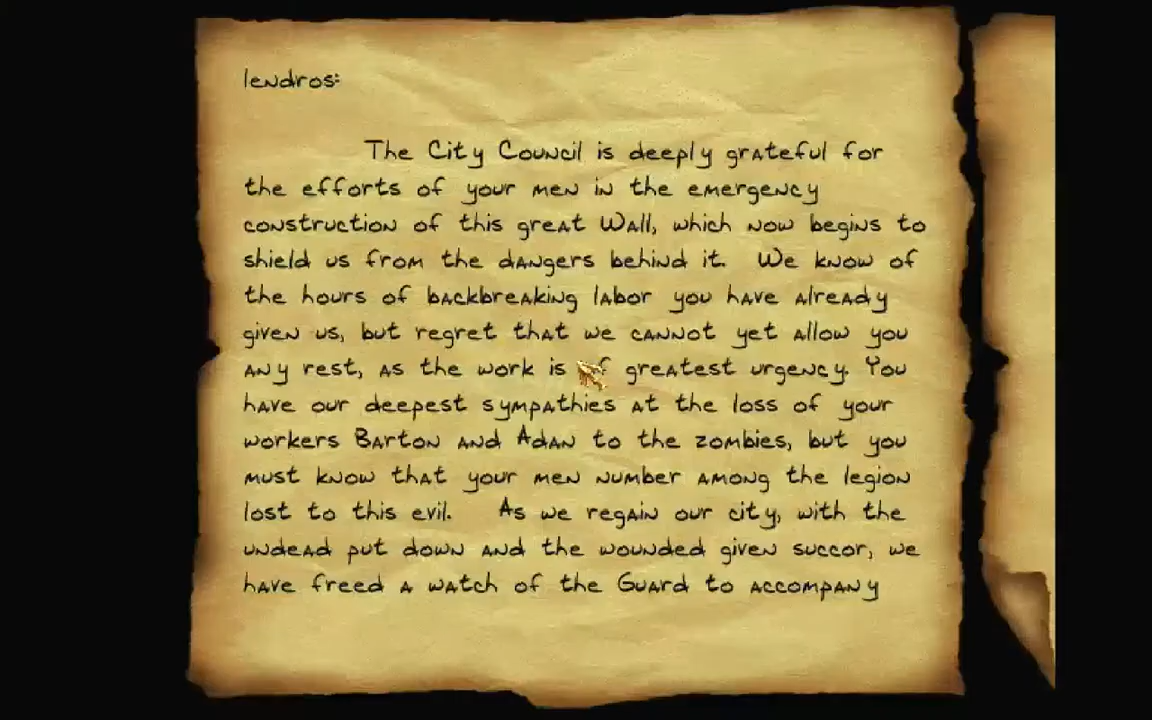 lendros:
The City Council is deeply grateful for
the efforts of your men in the emergency
construction of this great Wall, which now begins to
shield us from the dangers behind it. We know of
the hours of backbreaking labor you have already
given us, but regret that we cannot yet allow you
any rest, as the work is of greatest urgency. You
have our deepest sympathies at the loss of your
workers Barton and Adan to the zombies, but you
must know that your men number among the legion
lost to this evil. As we regain our city, with the
undead put down and the wounded given succor, we
have freed a watch of the Guard to accompany